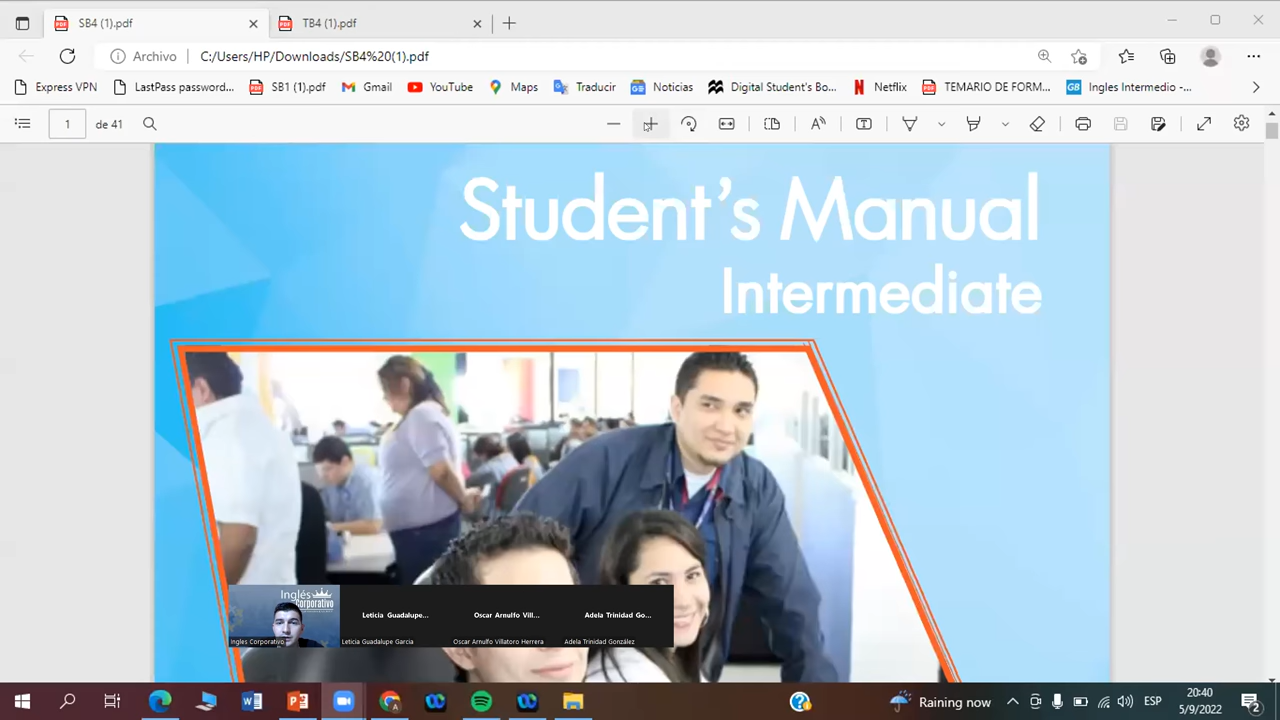 SB4 (1).pdf
TB4 (1).pdf
Archivo
C:/Users/HP/Downloads/SB4%20(1).pdf
Express VPN
LastPass password...
SB1 (1).pdf
Gmail
YouTube
Maps
Traducir
Noticias
Digital Student's Bo...
Netflix
TEMARIO DE FORM...
Ingles Intermedio -...
1
de 41
Student's Manual
Intermediate
Inglés
Corporativo
Ingles Corporativo
Leticia Guadalupe...
Leticia Guadalupe Garcia
Oscar Arnulfo Vill...
Oscar Arnulfo Villatoro Herrera
Adela Trinidad Go...
Adela Trinidad González
Raining now
ESP
20:40
5/9/2022
2